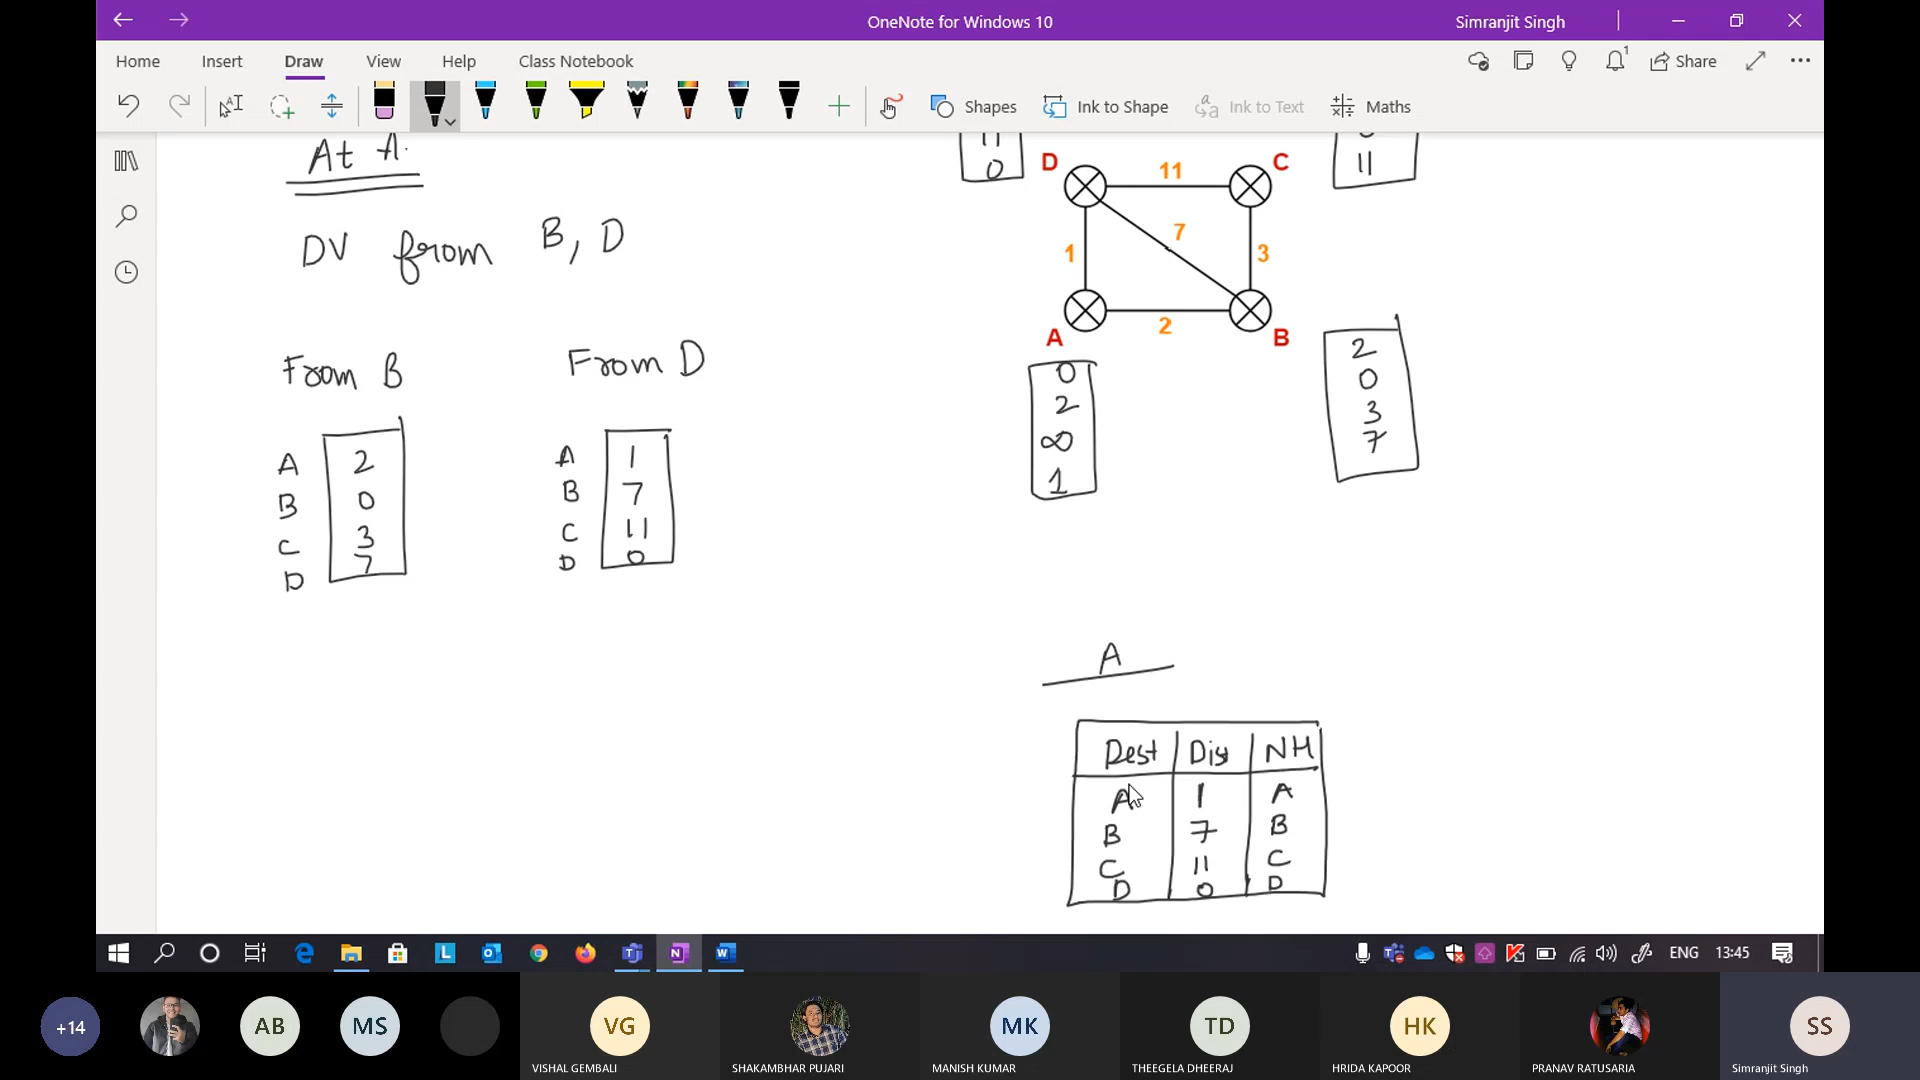 OneNote for Windows 10
Simranjit Singh
Home Insert Draw View Help Class Notebook
1
Share
Shapes Ink to Shape Ink to Text Maths
At A.
DV from B, D
From B
A 2
B 0
C 3
D 7
From D
A 1
B 7
C 11
D 0
11
0
11
D 11 C
1 7 3
A 2 B
0
2
∞
1
2
0
3
7
A
Dest Dist NH
A 1 A
B 7 B
C 11 C
D 0 D
ENG 13:45
+14 AB MS VG MK TD HK SS
VISHAL GEMBALI SHAKAMBHAR PUJARI MANISH KUMAR THEEGELA DHEERAJ HRIDA KAPOOR PRANAV RATUSARIA Simranjit Singh